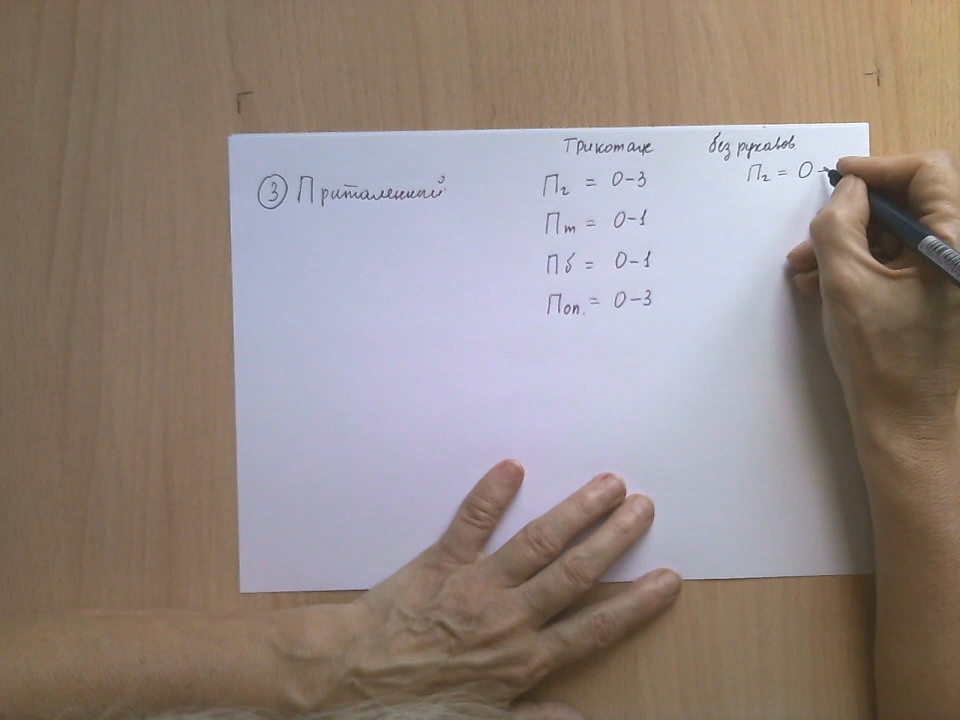 Трикотаж без рукавов
③ Приталенный
Пг = 0-3
Пг = 0-
Пт = 0-1
Пб = 0-1
Поп. = 0-3